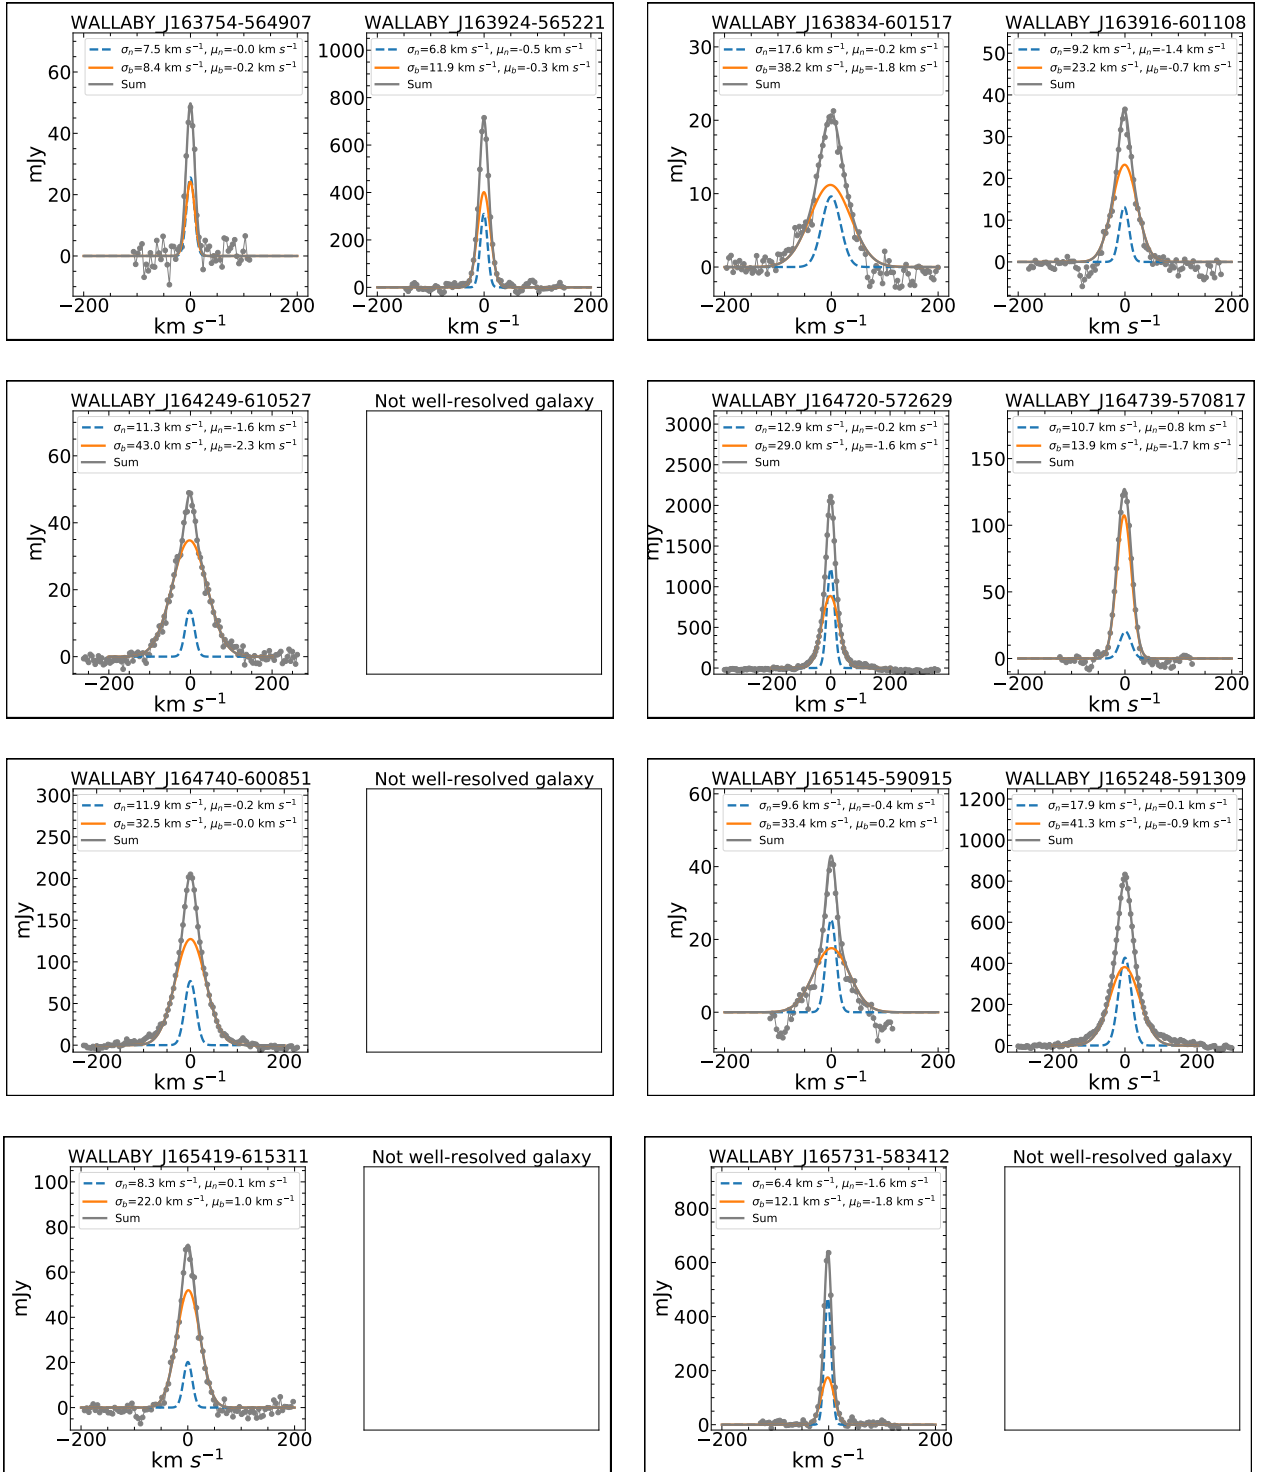 WALLABY_J163754-564907
σn=7.5 km s−1, μn=-0.0 km s−1
σb=8.4 km s−1, μb=-0.2 km s−1
Sum
60
40
20
0
mJy
−200 0 200
km s−1
WALLABY_J163924-565221
σn=6.8 km s−1, μn=-0.5 km s−1
σb=11.9 km s−1, μb=-0.3 km s−1
Sum
1000
800
600
400
200
0
−200 0 200
km s−1
WALLABY_J163834-601517
σn=17.6 km s−1, μn=-0.2 km s−1
σb=38.2 km s−1, μb=-1.8 km s−1
Sum
30
20
10
0
mJy
−200 0 200
km s−1
WALLABY_J163916-601108
σn=9.2 km s−1, μn=-1.4 km s−1
σb=23.2 km s−1, μb=-0.7 km s−1
Sum
50
40
30
20
10
0
−200 0 200
km s−1
WALLABY_J164249-610527
σn=11.3 km s−1, μn=-1.6 km s−1
σb=43.0 km s−1, μb=-2.3 km s−1
Sum
60
40
20
0
mJy
−200 0 200
km s−1
Not well-resolved galaxy
WALLABY_J164720-572629
σn=12.9 km s−1, μn=-0.2 km s−1
σb=29.0 km s−1, μb=-1.6 km s−1
Sum
3000
2500
2000
1500
1000
500
0
mJy
−200 0 200
km s−1
WALLABY_J164739-570817
σn=10.7 km s−1, μn=0.8 km s−1
σb=13.9 km s−1, μb=-1.7 km s−1
Sum
150
100
50
0
−200 0 200
km s−1
WALLABY_J164740-600851
σn=11.9 km s−1, μn=-0.2 km s−1
σb=32.5 km s−1, μb=-0.0 km s−1
Sum
300
250
200
150
100
50
0
mJy
−200 0 200
km s−1
Not well-resolved galaxy
WALLABY_J165145-590915
σn=9.6 km s−1, μn=-0.4 km s−1
σb=33.4 km s−1, μb=0.2 km s−1
Sum
60
40
20
0
mJy
−200 0 200
km s−1
WALLABY_J165248-591309
σn=17.9 km s−1, μn=0.1 km s−1
σb=41.3 km s−1, μb=-0.9 km s−1
Sum
1200
1000
800
600
400
200
0
−200 0 200
km s−1
WALLABY_J165419-615311
σn=8.3 km s−1, μn=0.1 km s−1
σb=22.0 km s−1, μb=1.0 km s−1
Sum
100
80
60
40
20
0
mJy
−200 0 200
km s−1
Not well-resolved galaxy
WALLABY_J165731-583412
σn=6.4 km s−1, μn=-1.6 km s−1
σb=12.1 km s−1, μb=-1.8 km s−1
Sum
800
600
400
200
0
mJy
−200 0 200
km s−1
Not well-resolved galaxy